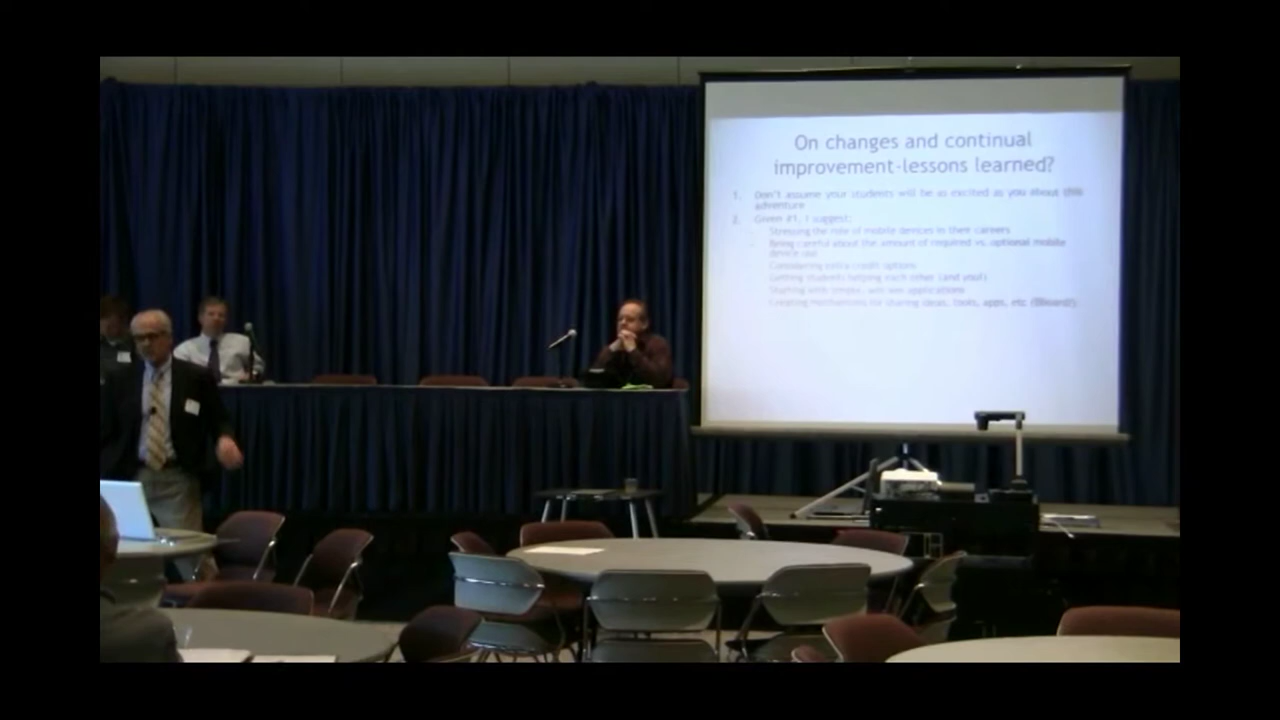 On changes and continual
improvement-lessons learned?
1. Don't assume your students will be as excited as you about this
adventure
2. Given #1, I suggest:
Stressing the role of mobile devices in their careers
Being careful about the amount of required vs. optional mobile
device use
Considering extra credit options
Getting students helping each other (and you!)
Starting with simple, win-win applications
Creating mechanisms for sharing ideas, tools, apps, etc